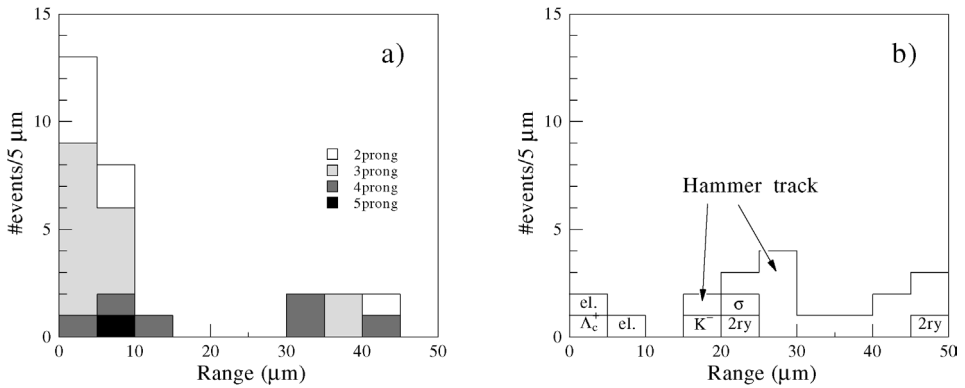 15
10
5
0
0
10
20
30
40
50
#events/5 μm
Range (μm)
a)
2prong
3prong
4prong
5prong
15
10
5
0
0
10
20
30
40
50
#events/5 μm
Range (μm)
b)
Hammer track
el.
Λc+
el.
K−
σ
2ry
2ry